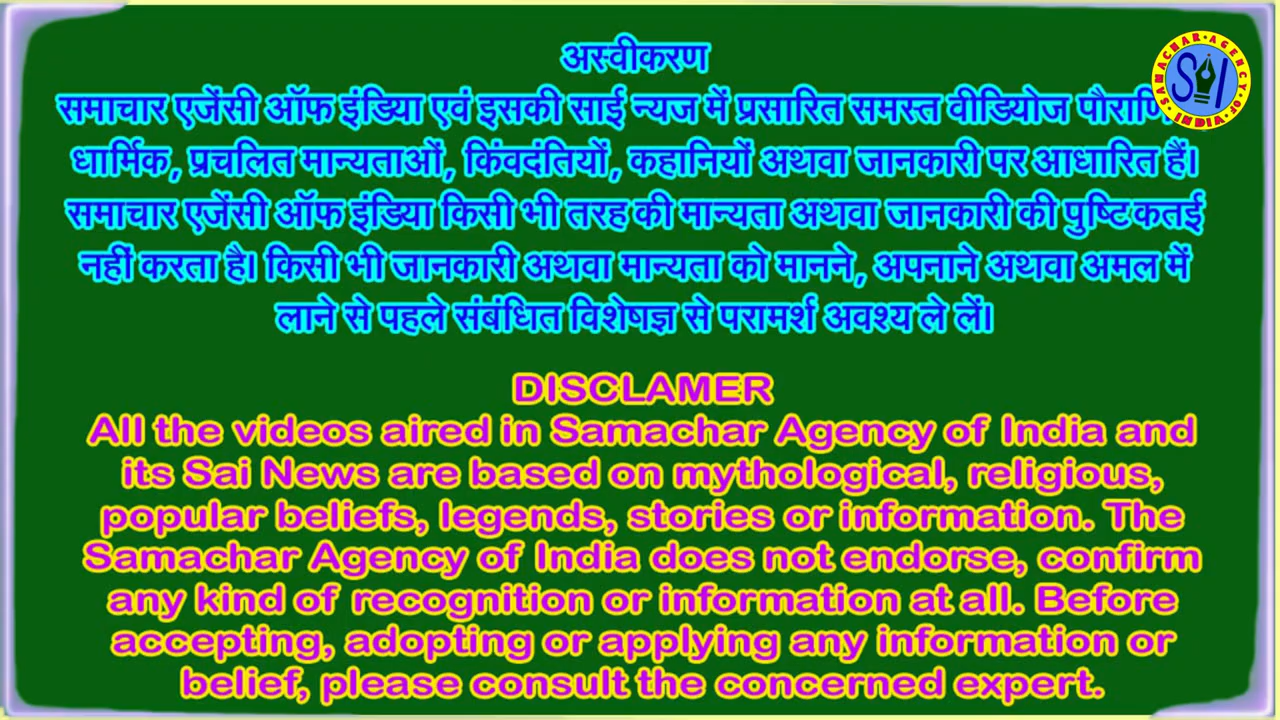 अस्वीकरण
समाचार एजेंसी ऑफ इंडिया एवं इसकी साई न्यज में प्रसारित समस्त वीडियोज
धार्मिक, प्रचलित मान्यताओं, किंवदंतियों, कहानियों अथवा जानकारी पर आधारित हैं।
समाचार एजेंसी ऑफ इंडिया किसी भी तरह की मान्यता अथवा जानकारी की पुष्टि कतई
नहीं करता है। किसी भी जानकारी अथवा मान्यता को मानने, अपनाने अथवा अमल में
लाने से पहले संबंधित विशेषज्ञ से परामर्श अवश्य ले लें।
DISCLAMER
All the videos aired in Samachar Agency of India and
its Sai News are based on mythological, religious,
popular beliefs, legends, stories or information. The
Samachar Agency of India does not endorse, confirm
any kind of recognition or information at all. Before
accepting, adopting or applying any information or
belief, please consult the concerned expert.
SAMACHAR • AGENCY • OF • INDIA •
SAI